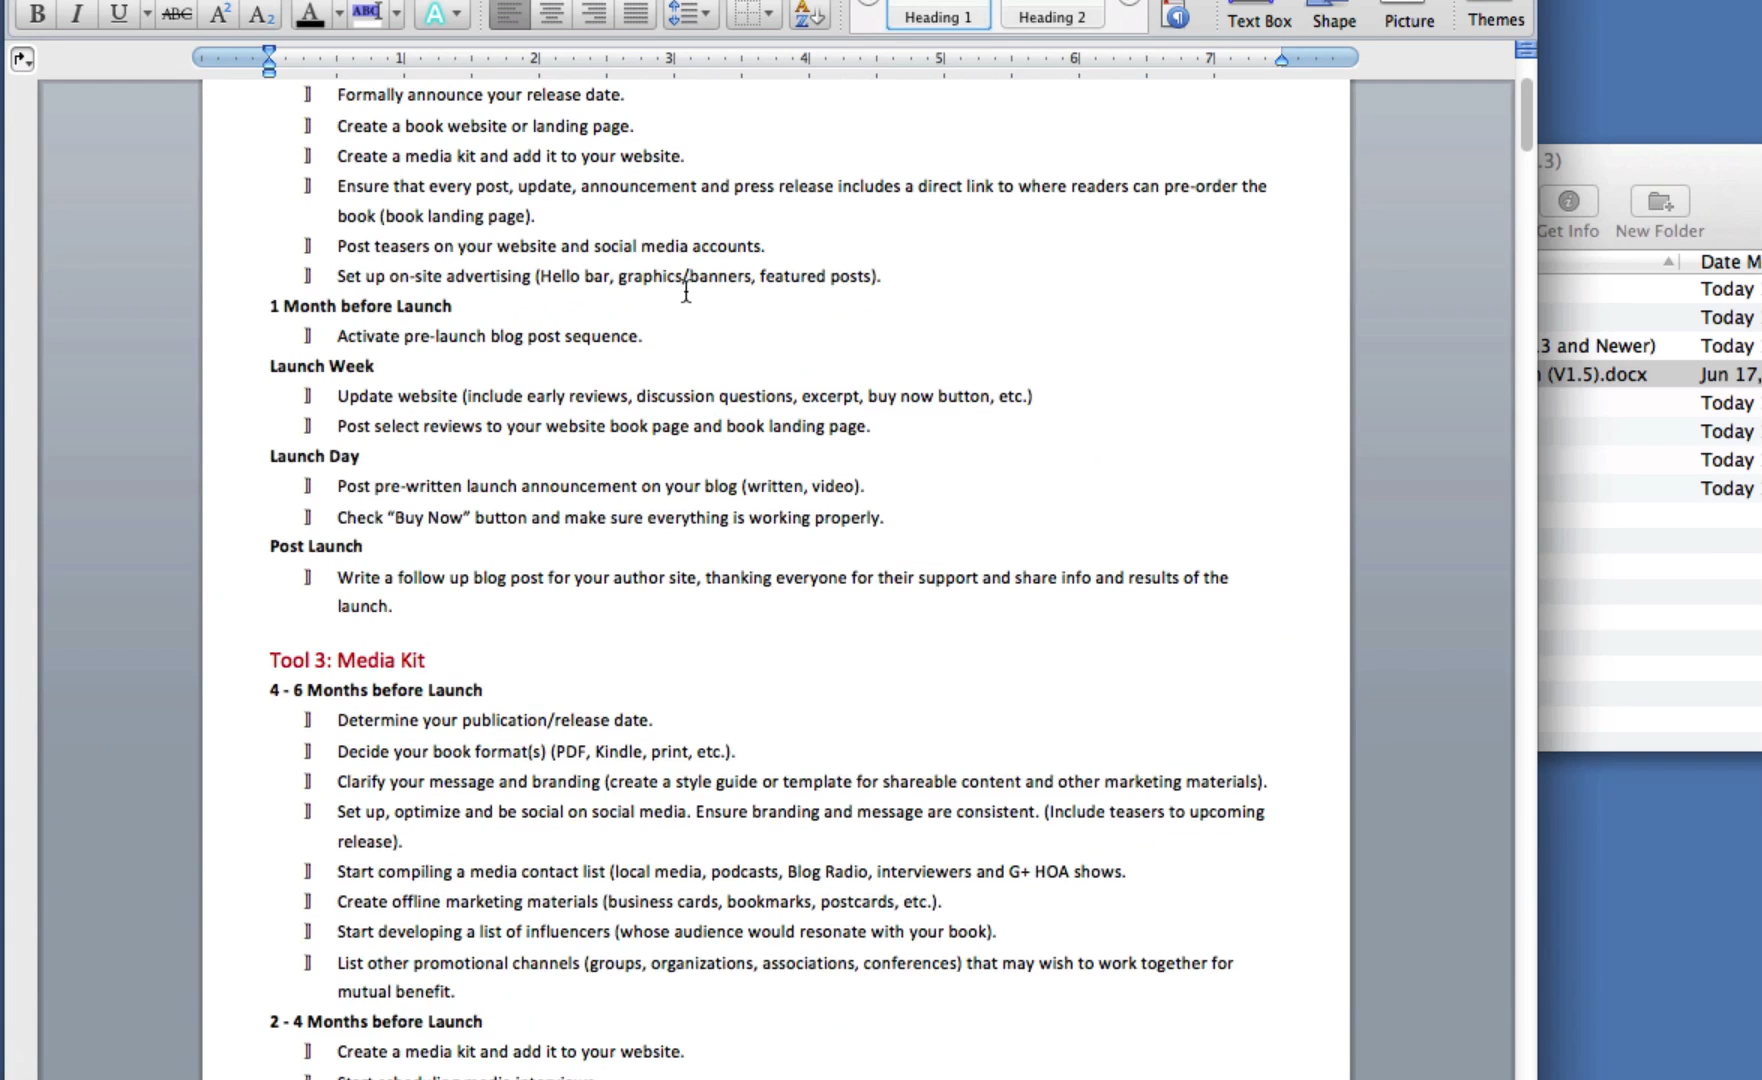 B I U ABC A2 A2 A ABC A
Heading 1 Heading 2
Text Box Shape Picture Themes
1 2 3 4 5 6 7
Formally announce your release date.
Create a book website or landing page.
Create a media kit and add it to your website.
Ensure that every post, update, announcement and press release includes a direct link to where readers can pre-order the
book (book landing page).
Post teasers on your website and social media accounts.
Set up on-site advertising (Hello bar, graphics/banners, featured posts).
1 Month before Launch
Activate pre-launch blog post sequence.
Launch Week
Update website (include early reviews, discussion questions, excerpt, buy now button, etc.)
Post select reviews to your website book page and book landing page.
Launch Day
Post pre-written launch announcement on your blog (written, video).
Check “Buy Now” button and make sure everything is working properly.
Post Launch
Write a follow up blog post for your author site, thanking everyone for their support and share info and results of the
launch.
Tool 3: Media Kit
4 - 6 Months before Launch
Determine your publication/release date.
Decide your book format(s) (PDF, Kindle, print, etc.).
Clarify your message and branding (create a style guide or template for shareable content and other marketing materials).
Set up, optimize and be social on social media. Ensure branding and message are consistent. (Include teasers to upcoming
release).
Start compiling a media contact list (local media, podcasts, Blog Radio, interviewers and G+ HOA shows.
Create offline marketing materials (business cards, bookmarks, postcards, etc.).
Start developing a list of influencers (whose audience would resonate with your book).
List other promotional channels (groups, organizations, associations, conferences) that may wish to work together for
mutual benefit.
2 - 4 Months before Launch
Create a media kit and add it to your website.
.3)
Get Info New Folder
Date M
Today
Today
.3 and Newer) Today
(V1.5).docx Jun 17,
Today
Today
Today
Today